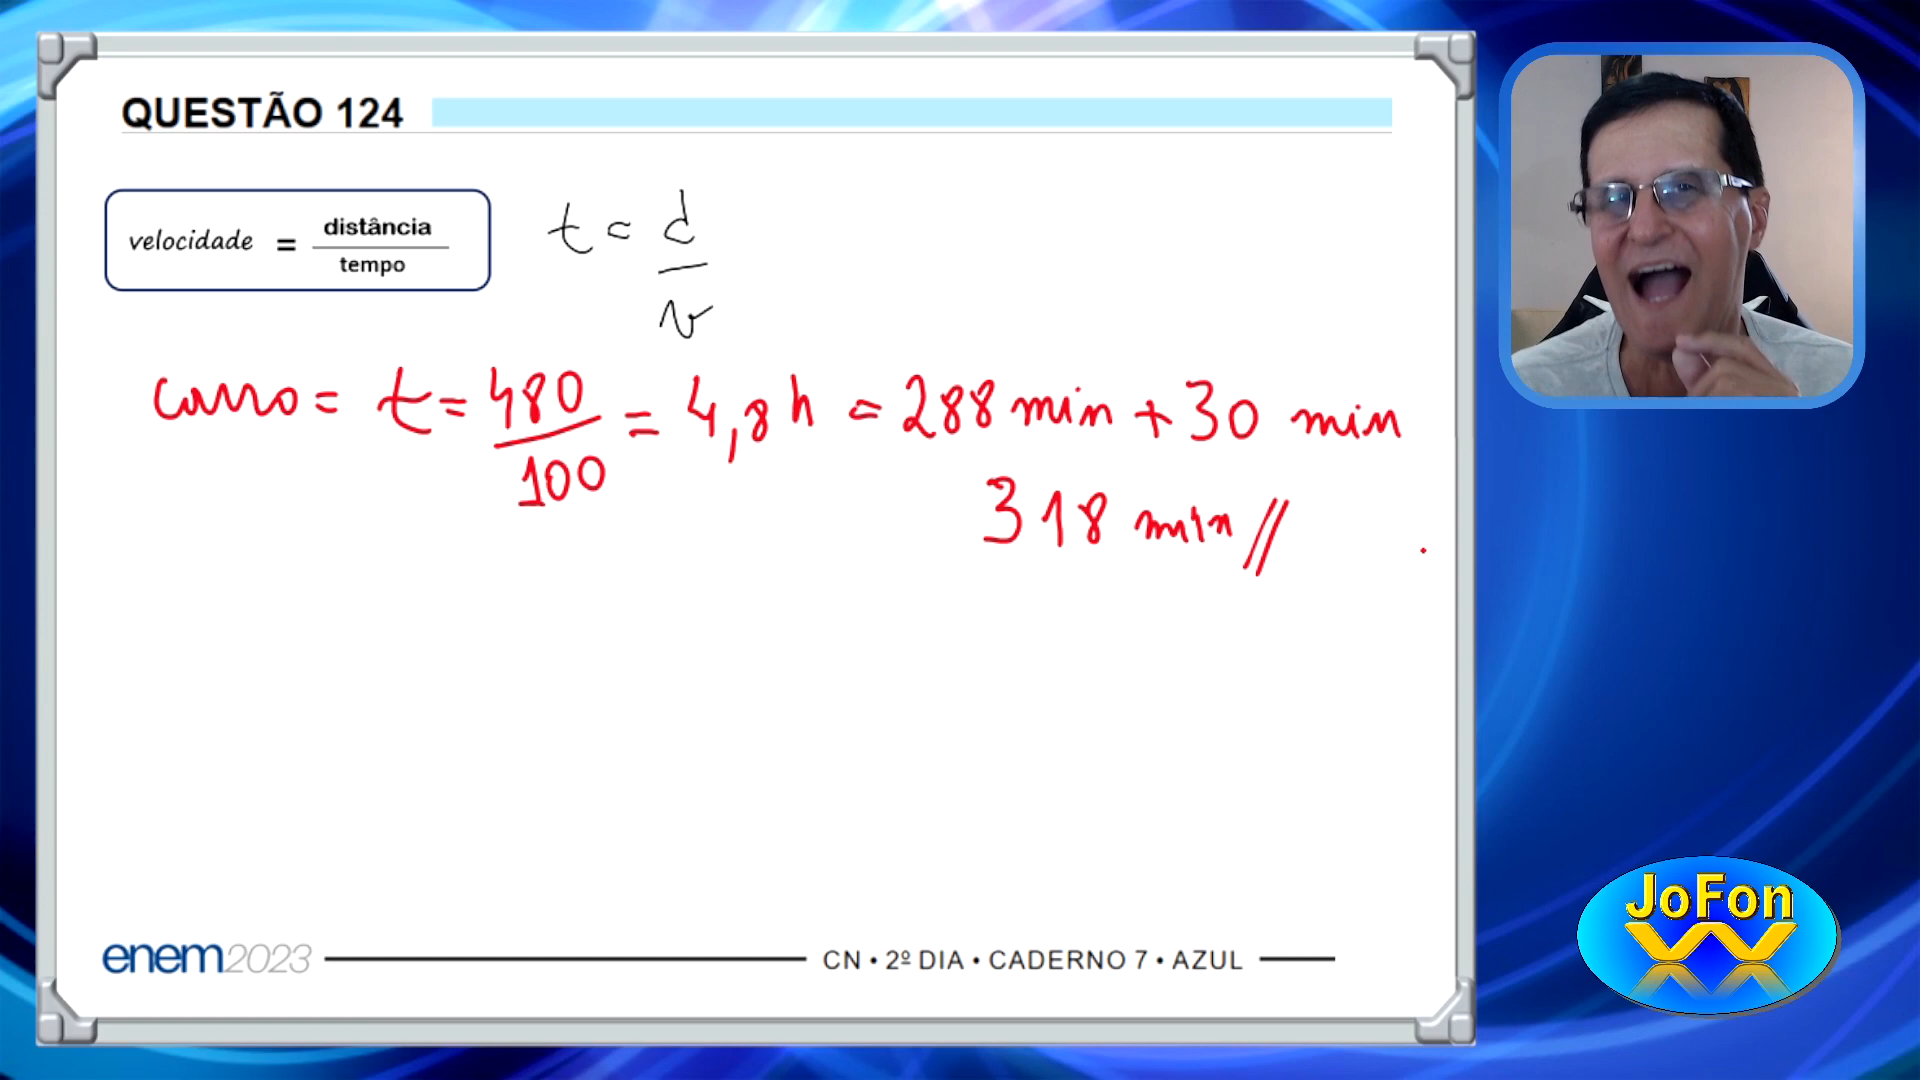 QUESTÃO 124
velocidade = distância / tempo
t = d / v
carro = t = 480 / 100 = 4,8 h = 288 min + 30 min
318 min //
enem2023
CN • 2º DIA • CADERNO 7 • AZUL
JoFon